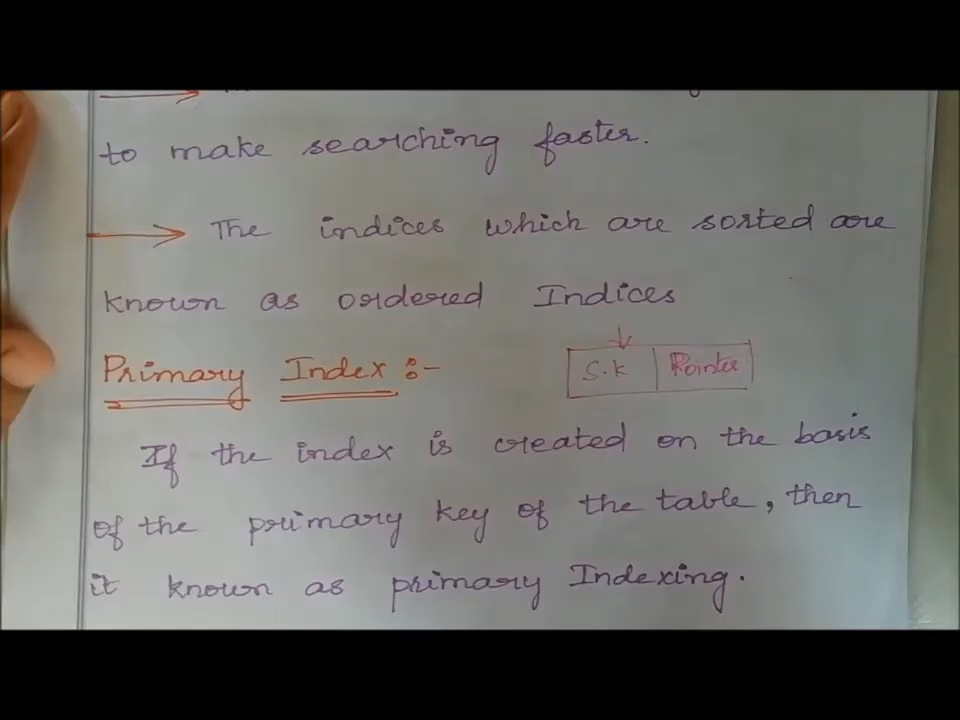 to make searching faster.
The indices which are sorted are
known as ordered Indices
Primary Index :-
S.K Pointer
If the index is created on the basis
of the primary key of the table, then
it known as primary Indexing.